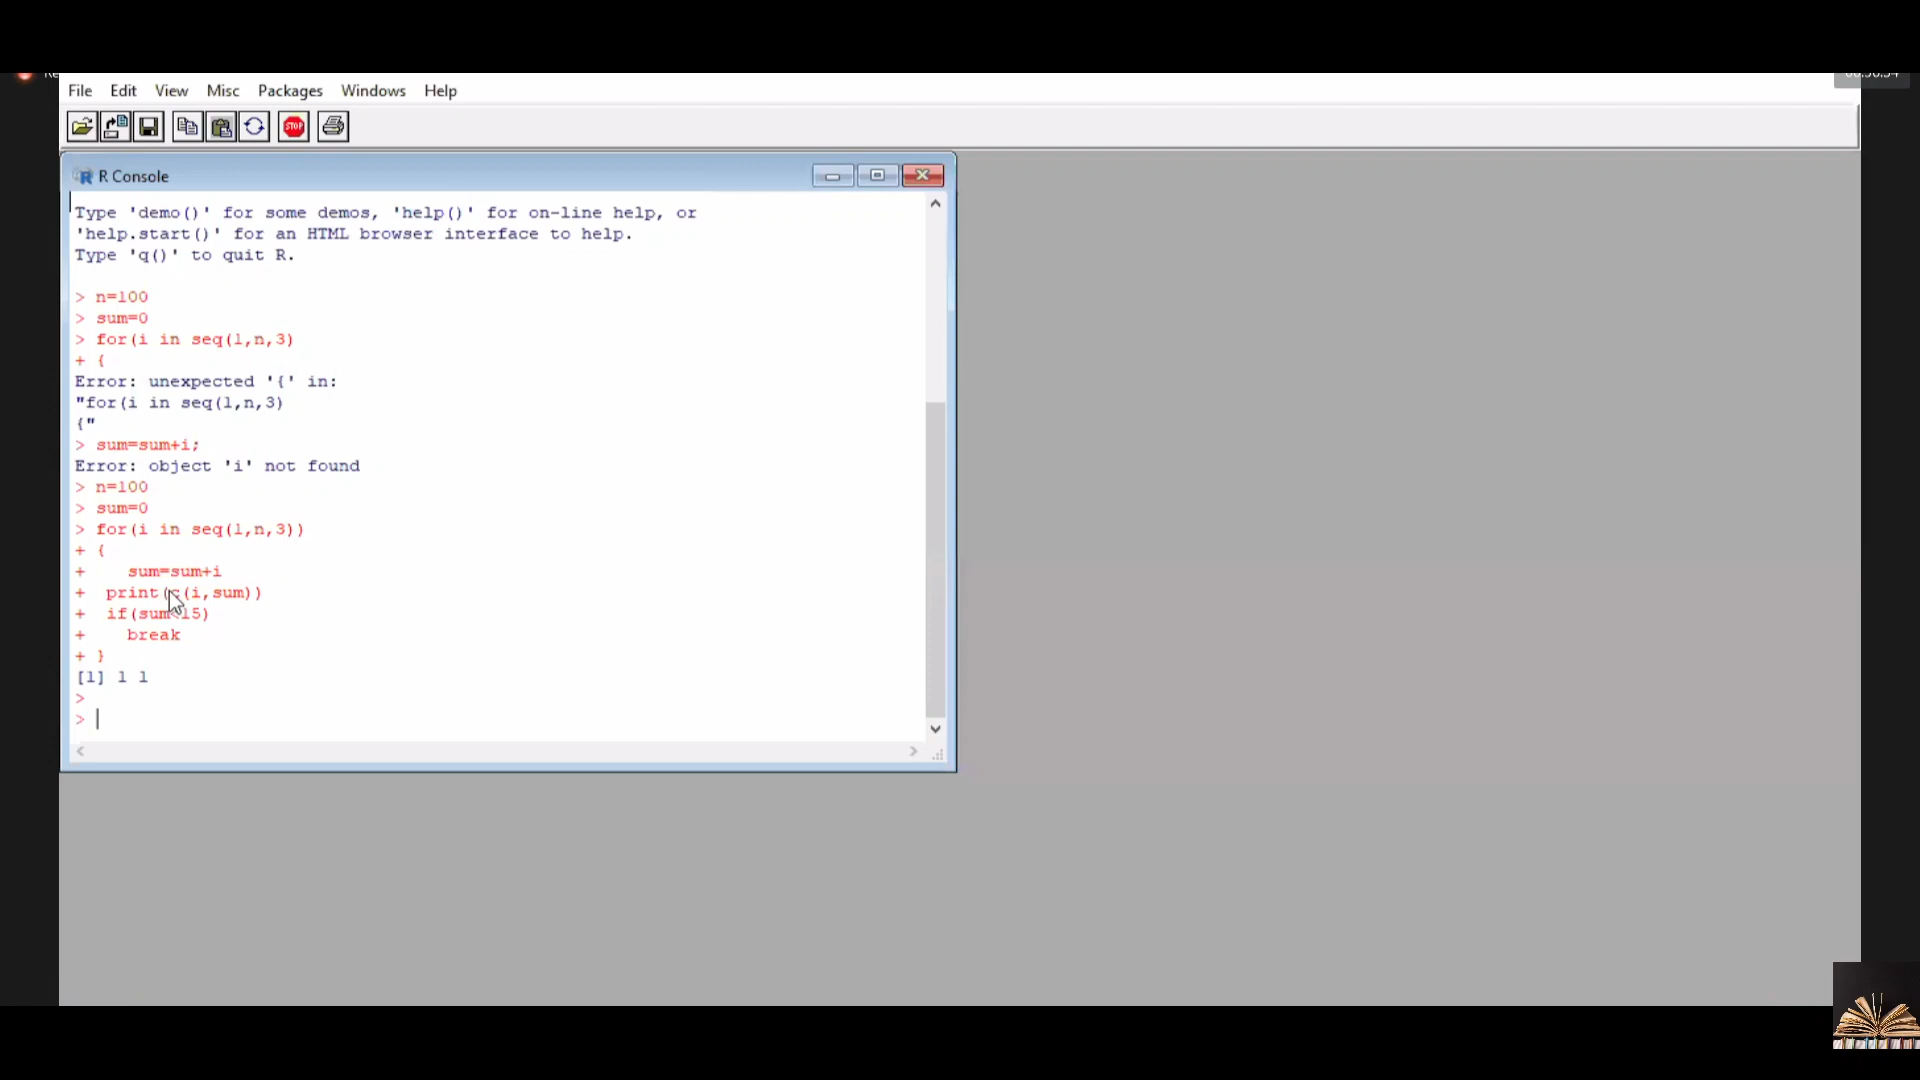 File Edit View Misc Packages Windows Help
STOP
R Console
Type 'demo()' for some demos, 'help()' for on-line help, or
'help.start()' for an HTML browser interface to help.
Type 'q()' to quit R.
> n=100
> sum=0
> for(i in seq(1,n,3)
+ {
Error: unexpected '{' in:
"for(i in seq(1,n,3)
{"
> sum=sum+i;
Error: object 'i' not found
> n=100
> sum=0
> for(i in seq(1,n,3))
+ {
+ sum=sum+i
+ print(c(i,sum))
+ if(sum<15)
+ break
+ }
[1] 1 1
>
>